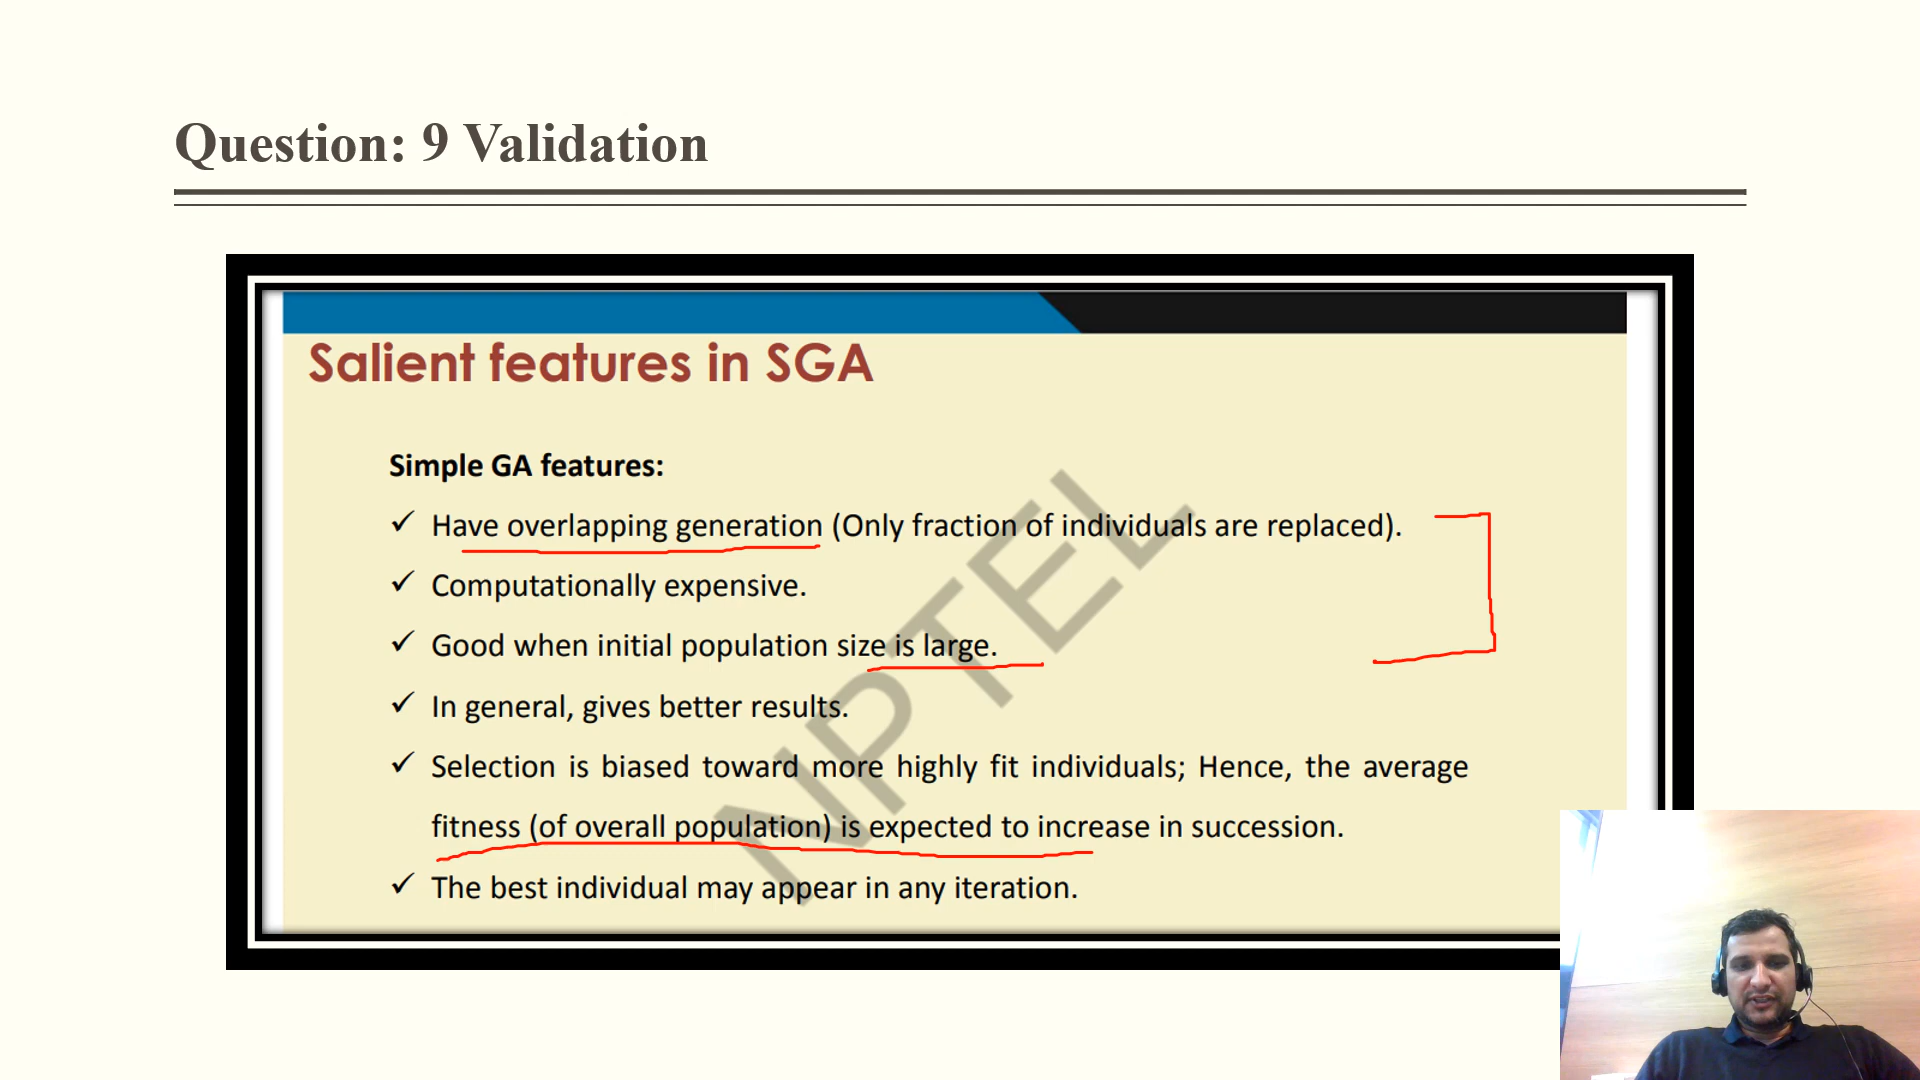 Question: 9 Validation
Salient features in SGA
Simple GA features:
✓ Have overlapping generation (Only fraction of individuals are replaced).
✓ Computationally expensive.
✓ Good when initial population size is large.
✓ In general, gives better results.
✓ Selection is biased toward more highly fit individuals; Hence, the average
fitness (of overall population) is expected to increase in succession.
✓ The best individual may appear in any iteration.
NPTEL